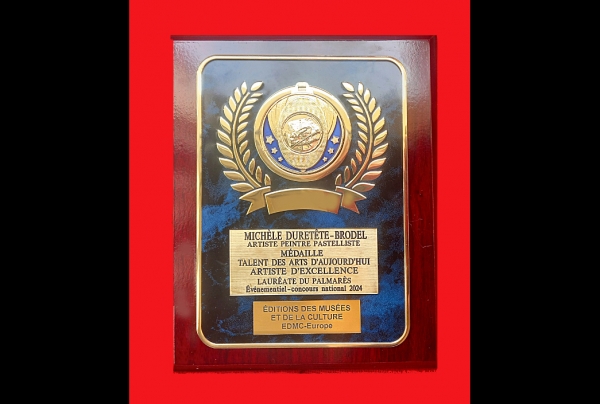 MICHÈLE DURETÊTE-BRODEL
ARTISTE PEINTRE PASTELLISTE
MÉDAILLE
TALENT DES ARTS D'AUJOURD'HUI
ARTISTE D'EXCELLENCE
LAURÉATE DU PALMARÈS
Événementiel-concours national 2024
ÉDITIONS DES MUSÉES
ET DE LA CULTURE
EDMC-Europe